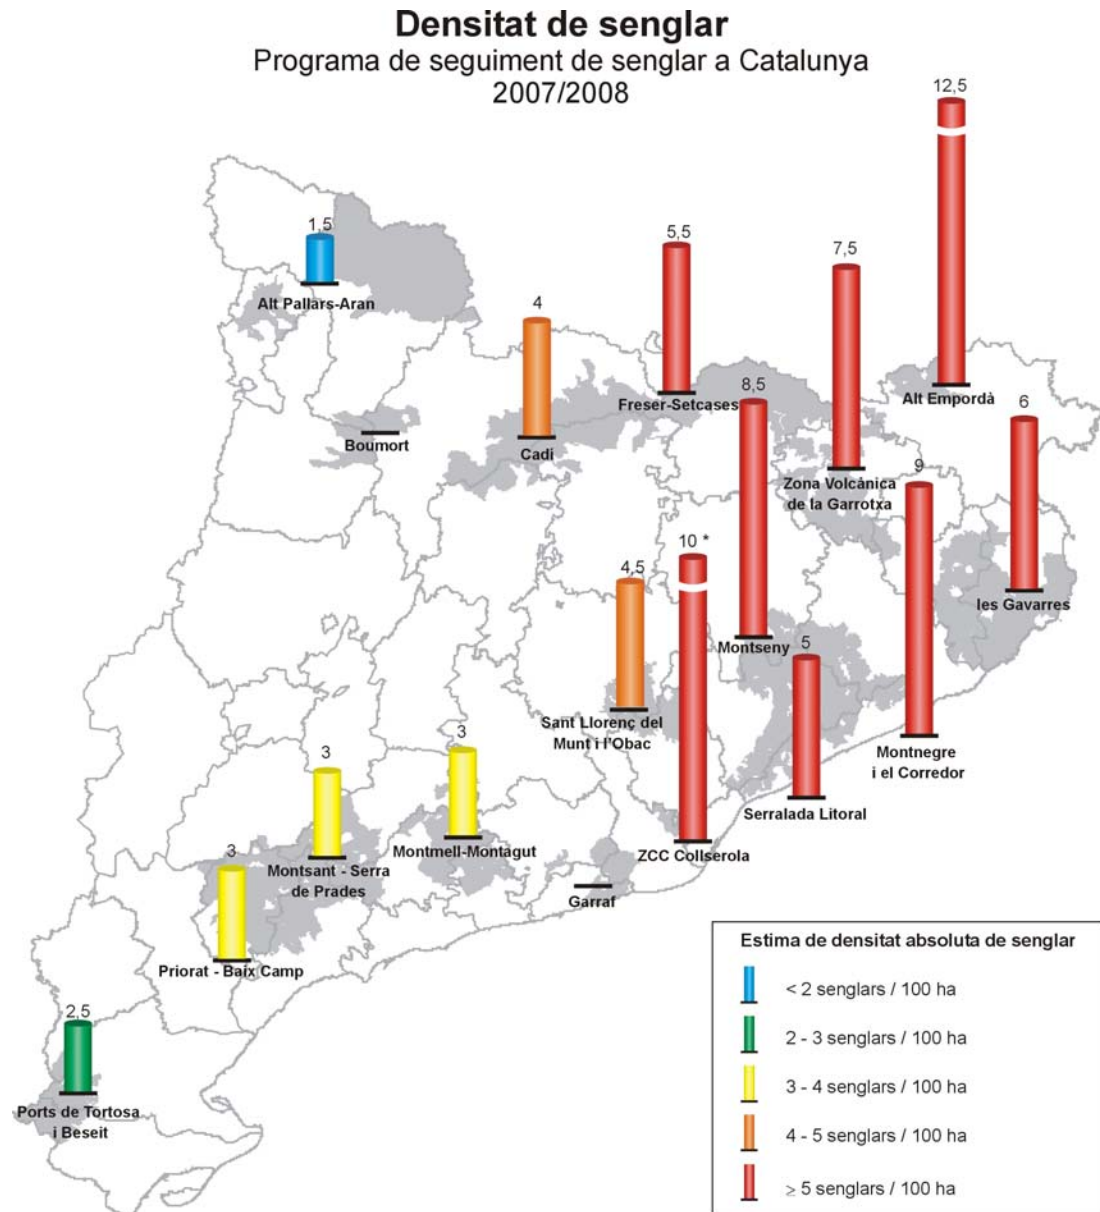 Densitat de senglar
Programa de seguiment de senglar a Catalunya
2007/2008
12,5
1,5
5,5
7,5
Alt Pallars-Aran
4
8,5
Freser-Setcases
Alt Empordà
6
Boumort
Cadi
9
Zona Volcànica
de la Garrotxa
10 *
4,5
les Gavarres
Montseny
5
Sant Llorenç del
Munt i l'Obac
3
3
Montnegre
i el Corredor
Serralada Litoral
Montmell-Montagut
ZCC Collserola
3
Montsant - Serra
de Prades
Garraf
Priorat - Baix Camp
2,5
Ports de Tortosa
i Beseit
Estima de densitat absoluta de senglar
< 2 senglars / 100 ha
2 - 3 senglars / 100 ha
3 - 4 senglars / 100 ha
4 - 5 senglars / 100 ha
≥ 5 senglars / 100 ha